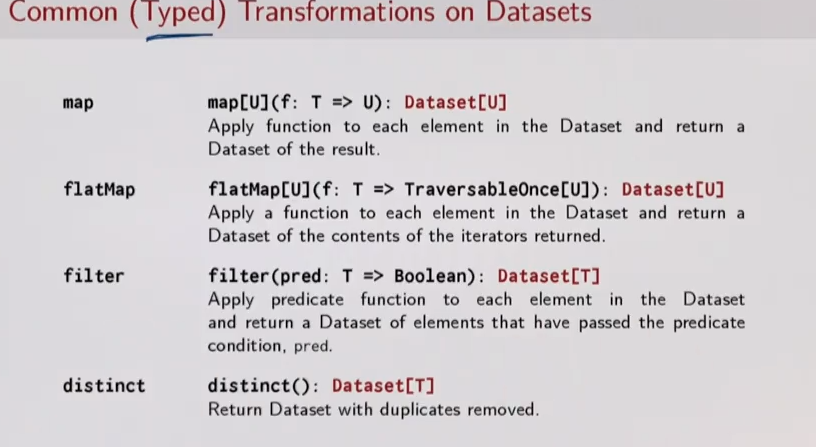 Common (Typed) Transformations on Datasets
map map[U](f: T => U): Dataset[U]
Apply function to each element in the Dataset and return a
Dataset of the result.
flatMap flatMap[U](f: T => TraversableOnce[U]): Dataset[U]
Apply a function to each element in the Dataset and return a
Dataset of the contents of the iterators returned.
filter filter(pred: T => Boolean): Dataset[T]
Apply predicate function to each element in the Dataset
and return a Dataset of elements that have passed the predicate
condition, pred.
distinct distinct(): Dataset[T]
Return Dataset with duplicates removed.